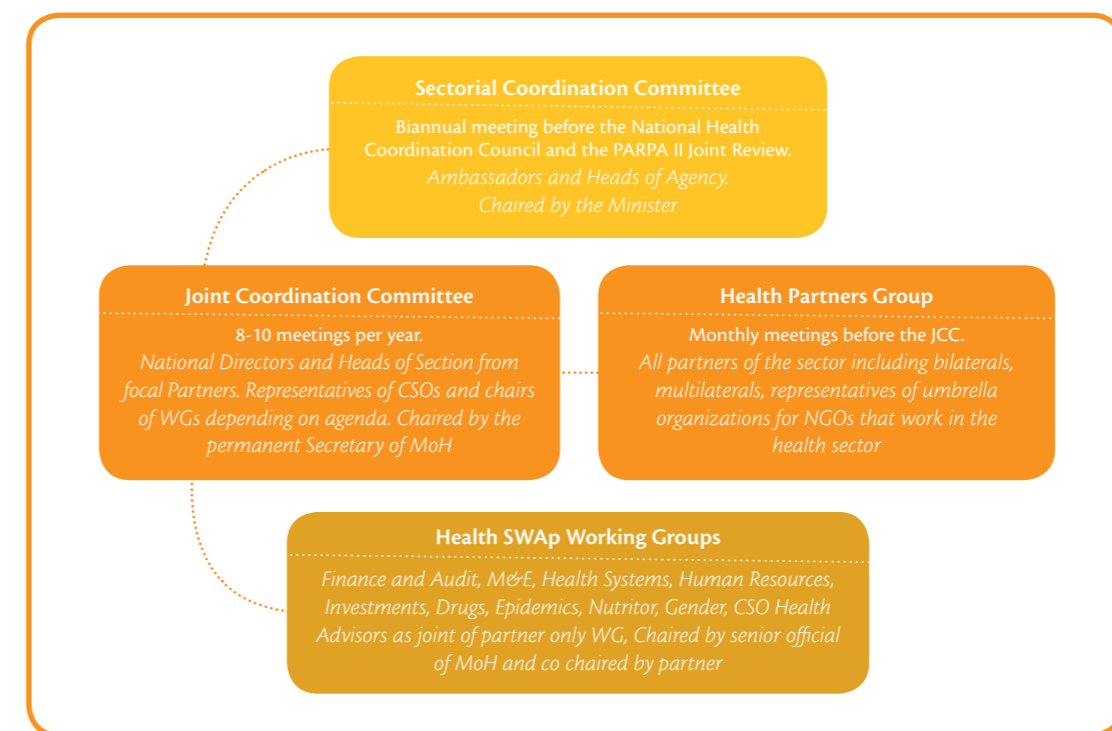 Sectorial Coordination Committee
Biannual meeting before the National Health
Coordination Council and the PARPA II Joint Review.
Ambassadors and Heads of Agency.
Chaired by the Minister
Joint Coordination Committee
8-10 meetings per year.
National Directors and Heads of Section from
focal Partners. Representatives of CSOs and chairs
of WGs depending on agenda. Chaired by the
permanent Secretary of MoH
Health Partners Group
Monthly meetings before the JCC.
All partners of the sector including bilaterals,
multilaterals, representatives of umbrella
organizations for NGOs that work in the
health sector
Health SWAp Working Groups
Finance and Audit, M&E, Health Systems, Human Resources,
Investments, Drugs, Epidemics, Nutritor, Gender, CSO Health
Advisors as joint of partner only WG, Chaired by senior official
of MoH and co chaired by partner